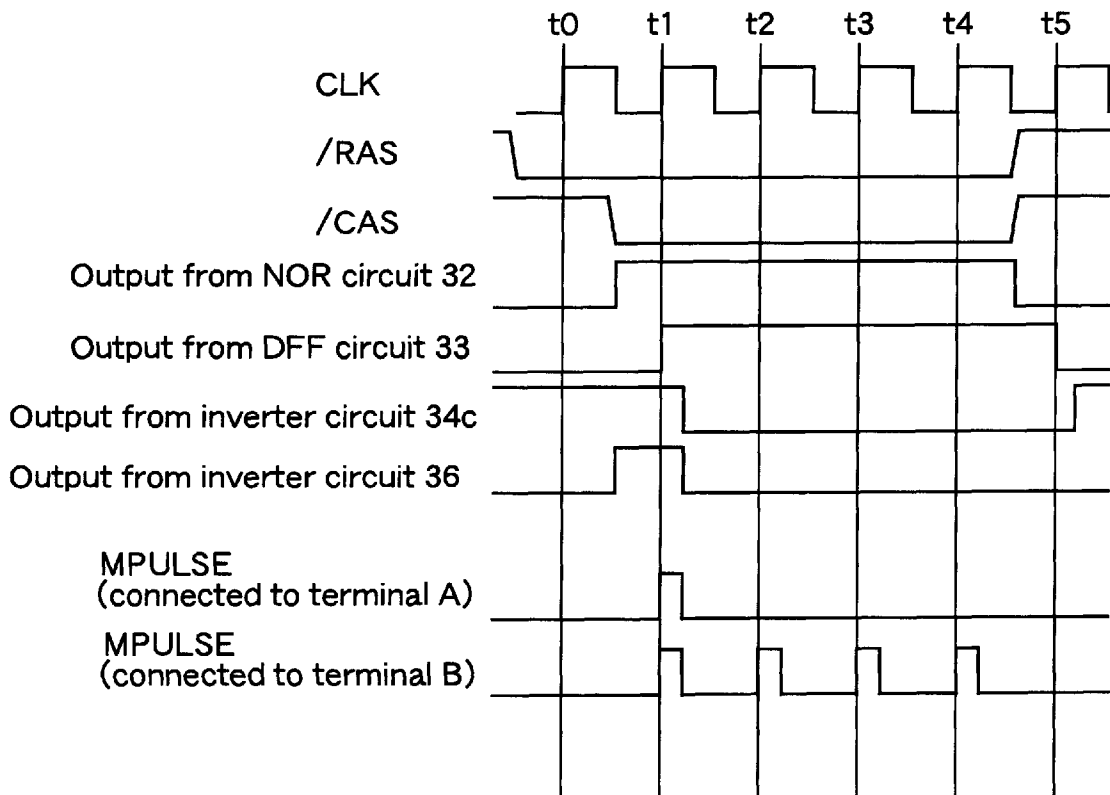 t0 t1 t2 t3 t4 t5
CLK
/RAS
/CAS
Output from NOR circuit 32
Output from DFF circuit 33
Output from inverter circuit 34c
Output from inverter circuit 36
MPULSE
(connected to terminal A)
MPULSE
(connected to terminal B)